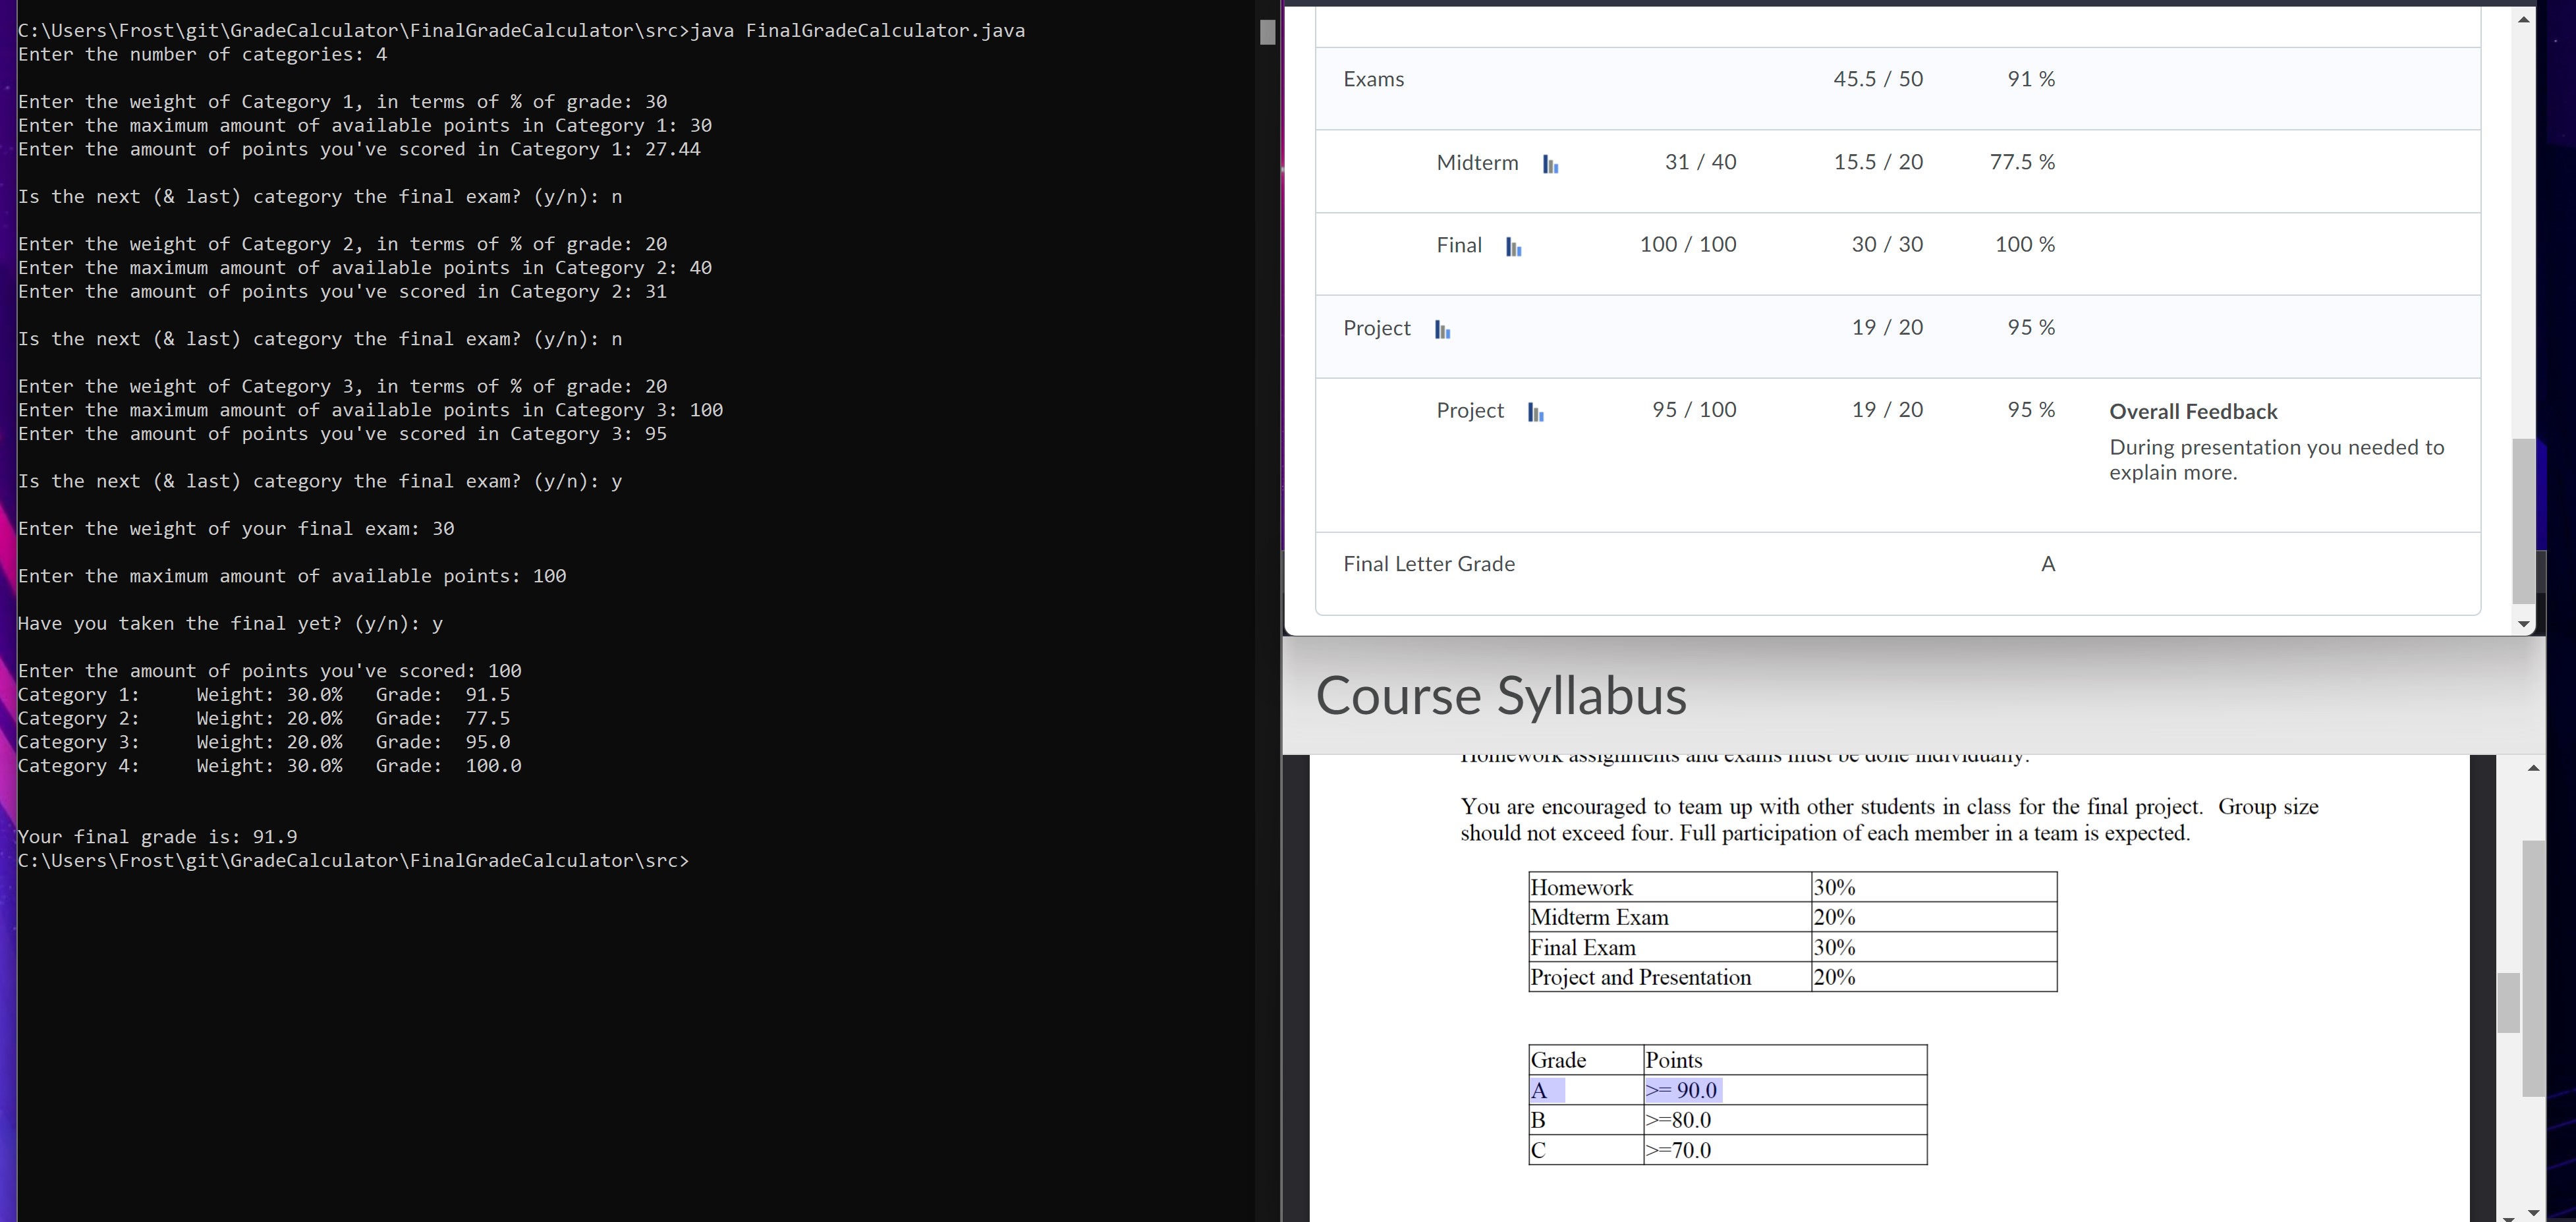 C:\Users\Frost\git\GradeCalculator\FinalGradeCalculator\src>java FinalGradeCalculator.java
Enter the number of categories: 4
Enter the weight of Category 1, in terms of % of grade: 30
Enter the maximum amount of available points in Category 1: 30
Enter the amount of points you've scored in Category 1: 27.44
Is the next (& last) category the final exam? (y/n): n
Enter the weight of Category 2, in terms of % of grade: 20
Enter the maximum amount of available points in Category 2: 40
Enter the amount of points you've scored in Category 2: 31
Is the next (& last) category the final exam? (y/n): n
Enter the weight of Category 3, in terms of % of grade: 20
Enter the maximum amount of available points in Category 3: 100
Enter the amount of points you've scored in Category 3: 95
Is the next (& last) category the final exam? (y/n): y
Enter the weight of your final exam: 30
Enter the maximum amount of available points: 100
Have you taken the final yet? (y/n): y
Enter the amount of points you've scored: 100
Category 1: Weight: 30.0% Grade: 91.5
Category 2: Weight: 20.0% Grade: 77.5
Category 3: Weight: 20.0% Grade: 95.0
Category 4: Weight: 30.0% Grade: 100.0
Your final grade is: 91.9
C:\Users\Frost\git\GradeCalculator\FinalGradeCalculator\src>
Exams 45.5 / 50 91 %
Midterm 31 / 40 15.5 / 20 77.5 %
Final 100 / 100 30 / 30 100 %
Project 19 / 20 95 %
Project 95 / 100 19 / 20 95 % Overall Feedback
During presentation you needed to
explain more.
Final Letter Grade A
Course Syllabus
Homework assignments and exams must be done individually.
You are encouraged to team up with other students in class for the final project. Group size
should not exceed four. Full participation of each member in a team is expected.
Homework 30%
Midterm Exam 20%
Final Exam 30%
Project and Presentation 20%
Grade Points
A >= 90.0
B >=80.0
C >=70.0